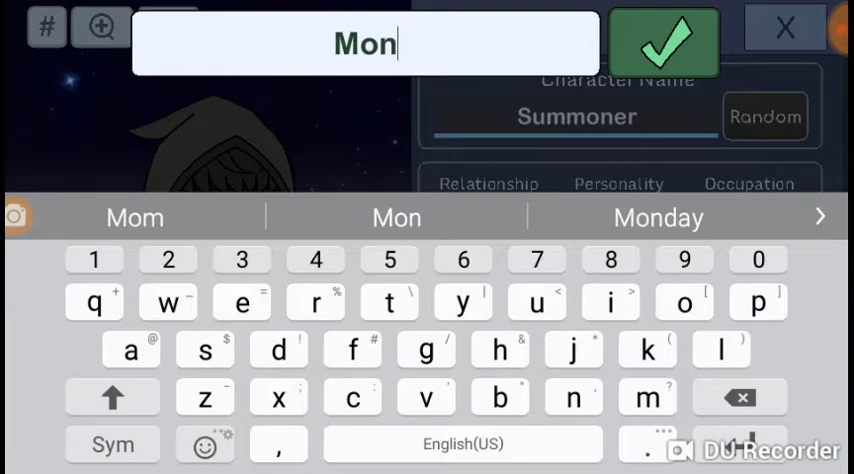 #
Mon
X
Character Name
Summoner
Random
Relationship Personality Occupation
Mom Mon Monday >
1 2 3 4 5 6 7 8 9 0
q + w _ e = r % t \ y | u < i > o [ p ]
a @ s $ d ! f # g / h & j * k ( l )
z - x ; c : v ' b " n , m ?
Sym , English(US) .
DU Recorder